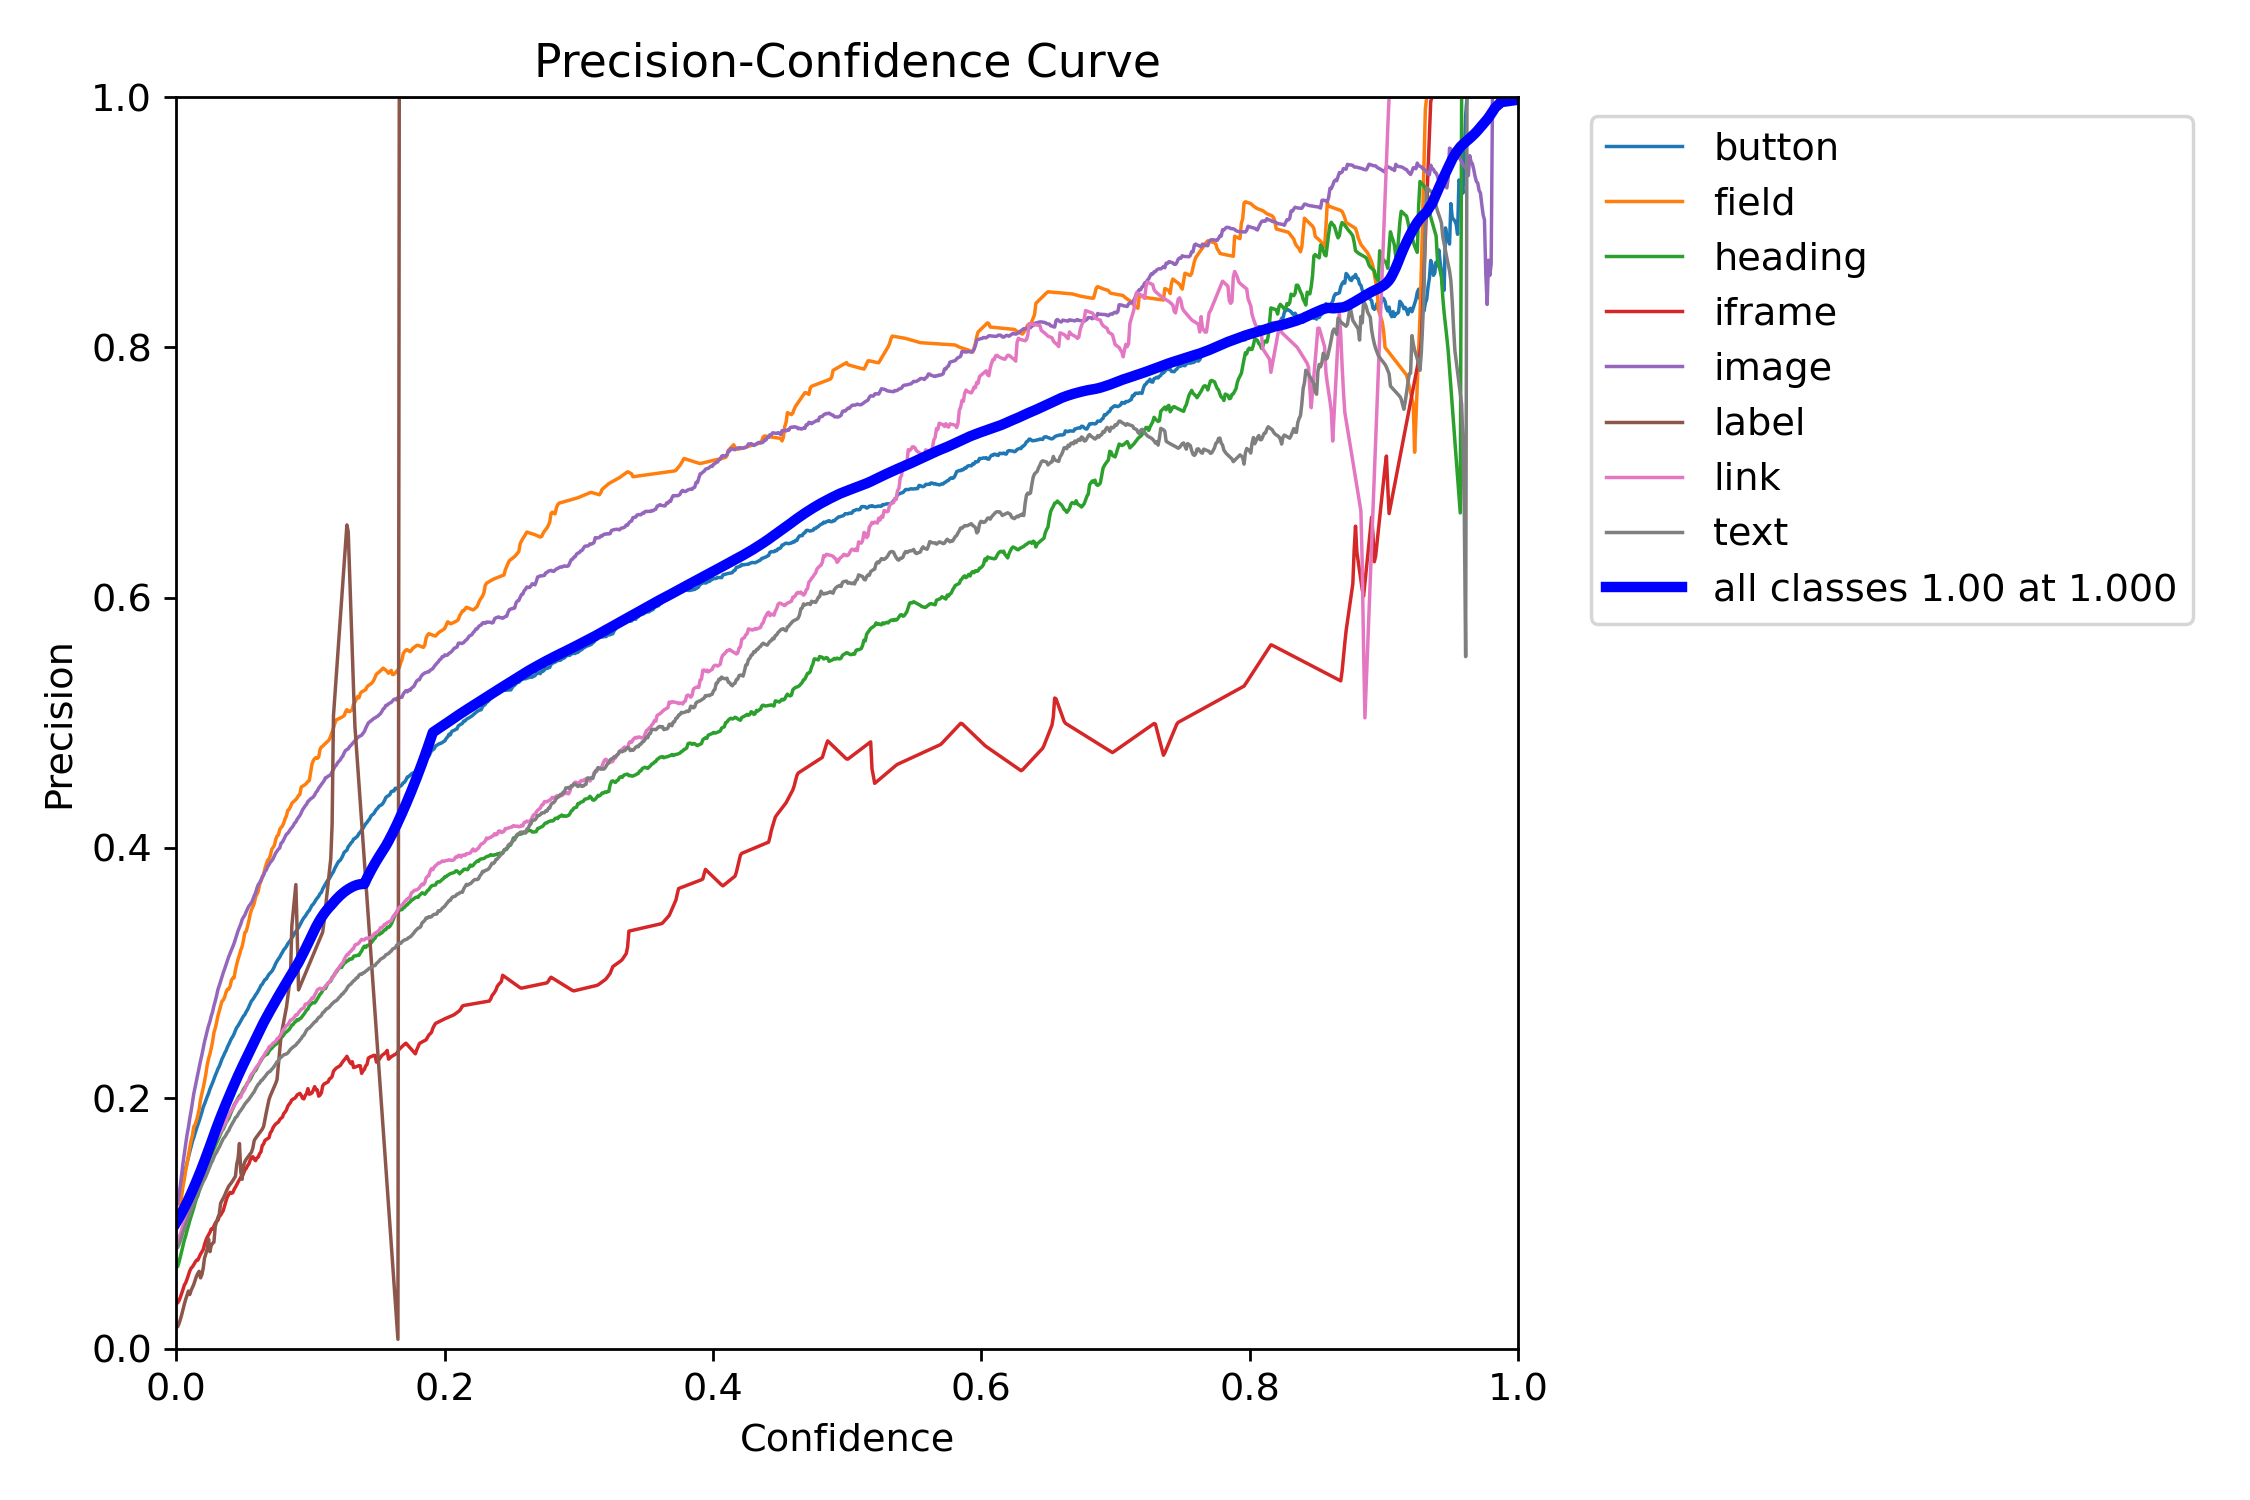 Precision-Confidence Curve
1.0
0.8
0.6
0.4
0.2
0.0
Precision
0.0 0.2 0.4 0.6 0.8 1.0
Confidence
button
field
heading
iframe
image
label
link
text
all classes 1.00 at 1.000